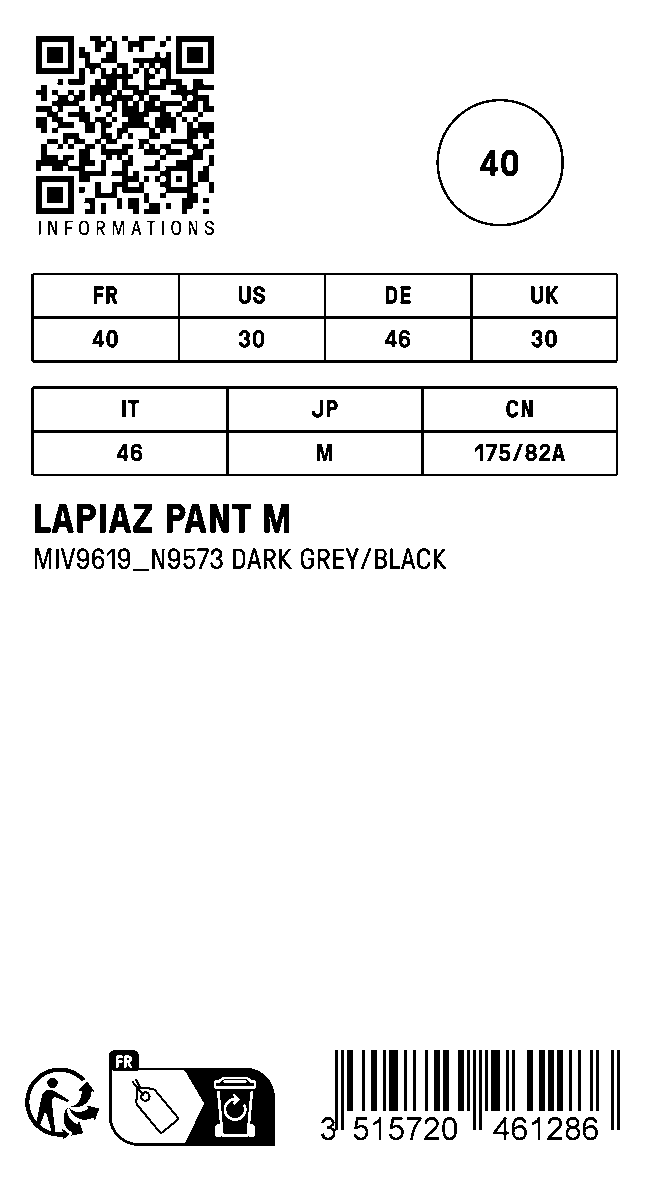 INFORMATIONS
40
FR US DE UK
40 30 46 30
IT JP CN
46 M 175/82A
LAPIAZ PANT M
MIV9619_N9573 DARK GREY/BLACK
FR
3 515720 461286